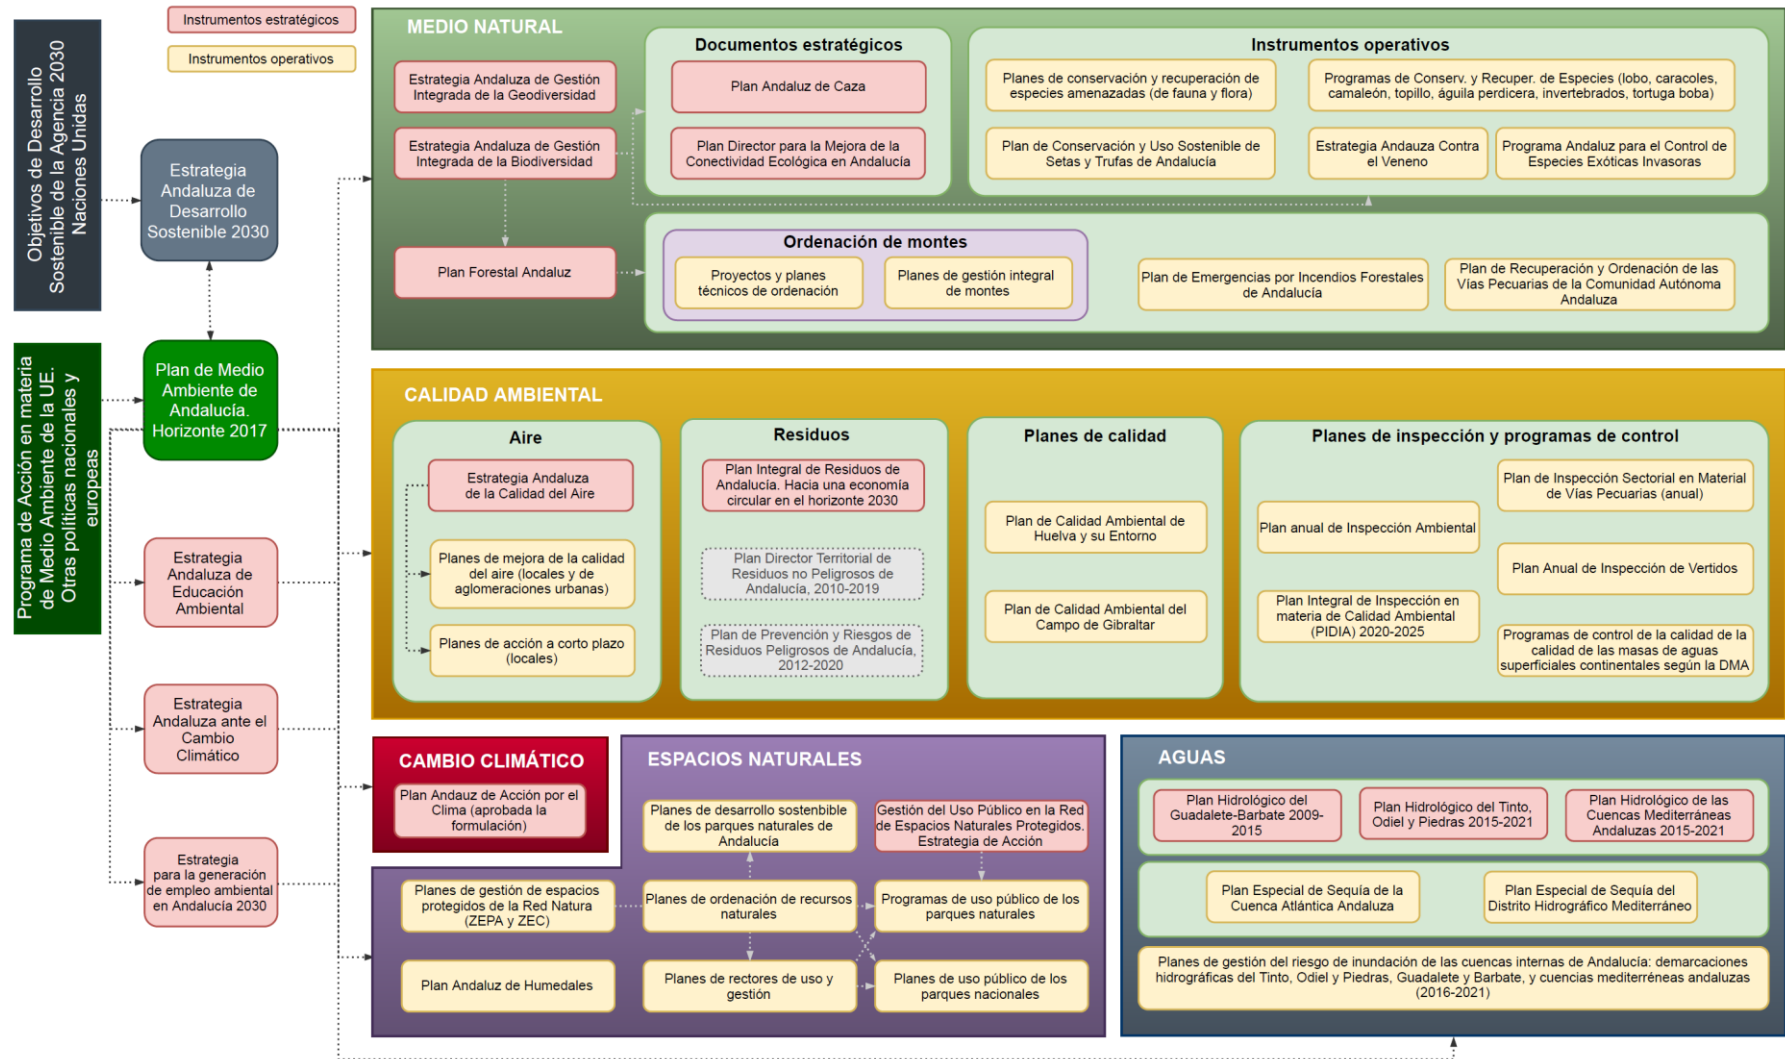 Instrumentos estratégicos
Instrumentos operativos
Objetivos de Desarrollo
Sostenible de la Agencia 2030
Naciones Unidas
Estrategia
Andaluza de
Desarrollo
Sostenible 2030
Programa de Acción en materia
de Medio Ambiente de la UE.
Otras políticas nacionales y
europeas
Plan de Medio
Ambiente de
Andalucía.
Horizonte 2017
Estrategia
Andaluza de
Educación
Ambiental
Estrategia
Andaluza ante el
Cambio
Climático
Estrategia
para la generación
de empleo ambiental
en Andalucía 2030
MEDIO NATURAL
Estrategia Andaluza de Gestión
Integrada de la Geodiversidad
Estrategia Andaluza de Gestión
Integrada de la Biodiversidad
Plan Forestal Andaluz
Documentos estratégicos
Plan Andaluz de Caza
Plan Director para la Mejora de la
Conectividad Ecológica en Andalucía
Instrumentos operativos
Planes de conservación y recuperación de
especies amenazadas (de fauna y flora)
Programas de Conserv. y Recuper. de Especies (lobo, caracoles,
camaleón, topillo, águila perdicera, invertebrados, tortuga boba)
Plan de Conservación y Uso Sostenible de
Setas y Trufas de Andalucía
Estrategia Andauza Contra
el Veneno
Programa Andaluz para el Control de
Especies Exóticas Invasoras
Ordenación de montes
Proyectos y planes
técnicos de ordenación
Planes de gestión integral
de montes
Plan de Emergencias por Incendios Forestales
de Andalucía
Plan de Recuperación y Ordenación de las
Vías Pecuarias de la Comunidad Autónoma
Andaluza
CALIDAD AMBIENTAL
Aire
Estrategia Andaluza
de la Calidad del Aire
Planes de mejora de la calidad
del aire (locales y de
aglomeraciones urbanas)
Planes de acción a corto plazo
(locales)
Residuos
Plan Integral de Residuos de
Andalucía. Hacia una economía
circular en el horizonte 2030
Plan Director Territorial de
Residuos no Peligrosos de
Andalucía, 2010-2019
Plan de Prevención y Riesgos de
Residuos Peligrosos de Andalucía,
2012-2020
Planes de calidad
Plan de Calidad Ambiental de
Huelva y su Entorno
Plan de Calidad Ambiental del
Campo de Gibraltar
Planes de inspección y programas de control
Plan anual de Inspección Ambiental
Plan Integral de Inspección en
materia de Calidad Ambiental
(PIDIA) 2020-2025
Plan de Inspección Sectorial en Material
de Vías Pecuarias (anual)
Plan Anual de Inspección de Vertidos
Programas de control de la calidad de la
calidad de las masas de aguas
superficiales continentales según la DMA
CAMBIO CLIMÁTICO
Plan Andauz de Acción por el
Clima (aprobada la
formulación)
ESPACIOS NATURALES
Planes de desarrollo sostenbible
de los parques naturales de
Andalucía
Gestión del Uso Público en la Red
de Espacios Naturales Protegidos.
Estrategia de Acción
Planes de gestión de espacios
protegidos de la Red Natura
(ZEPA y ZEC)
Planes de ordenación de recursos
naturales
Programas de uso público de los
parques naturales
Plan Andaluz de Humedales
Planes de rectores de uso y
gestión
Planes de uso público de los
parques nacionales
AGUAS
Plan Hidrológico del
Guadalete-Barbate 2009-
2015
Plan Hidrológico del Tinto,
Odiel y Piedras 2015-2021
Plan Hidrológico de las
Cuencas Mediterráneas
Andaluzas 2015-2021
Plan Especial de Sequía de la
Cuenca Atlántica Andaluza
Plan Especial de Sequía del
Distrito Hidrográfico Mediterráneo
Planes de gestión del riesgo de inundación de las cuencas internas de Andalucía: demarcaciones
hidrográficas del Tinto, Odiel y Piedras, Guadalete y Barbate, y cuencias mediterréneas andaluzas
(2016-2021)